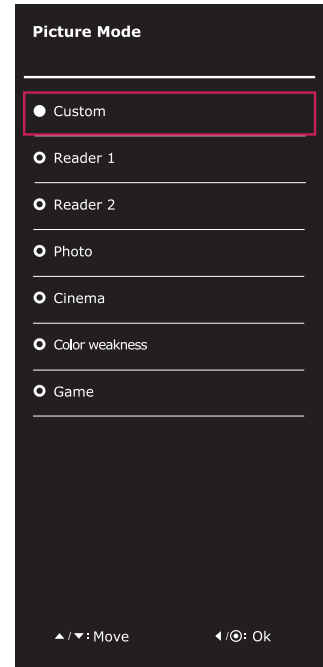 Picture Mode
Custom
Reader 1
Reader 2
Photo
Cinema
Color weakness
Game
▲/▼: Move ◀/◉: Ok